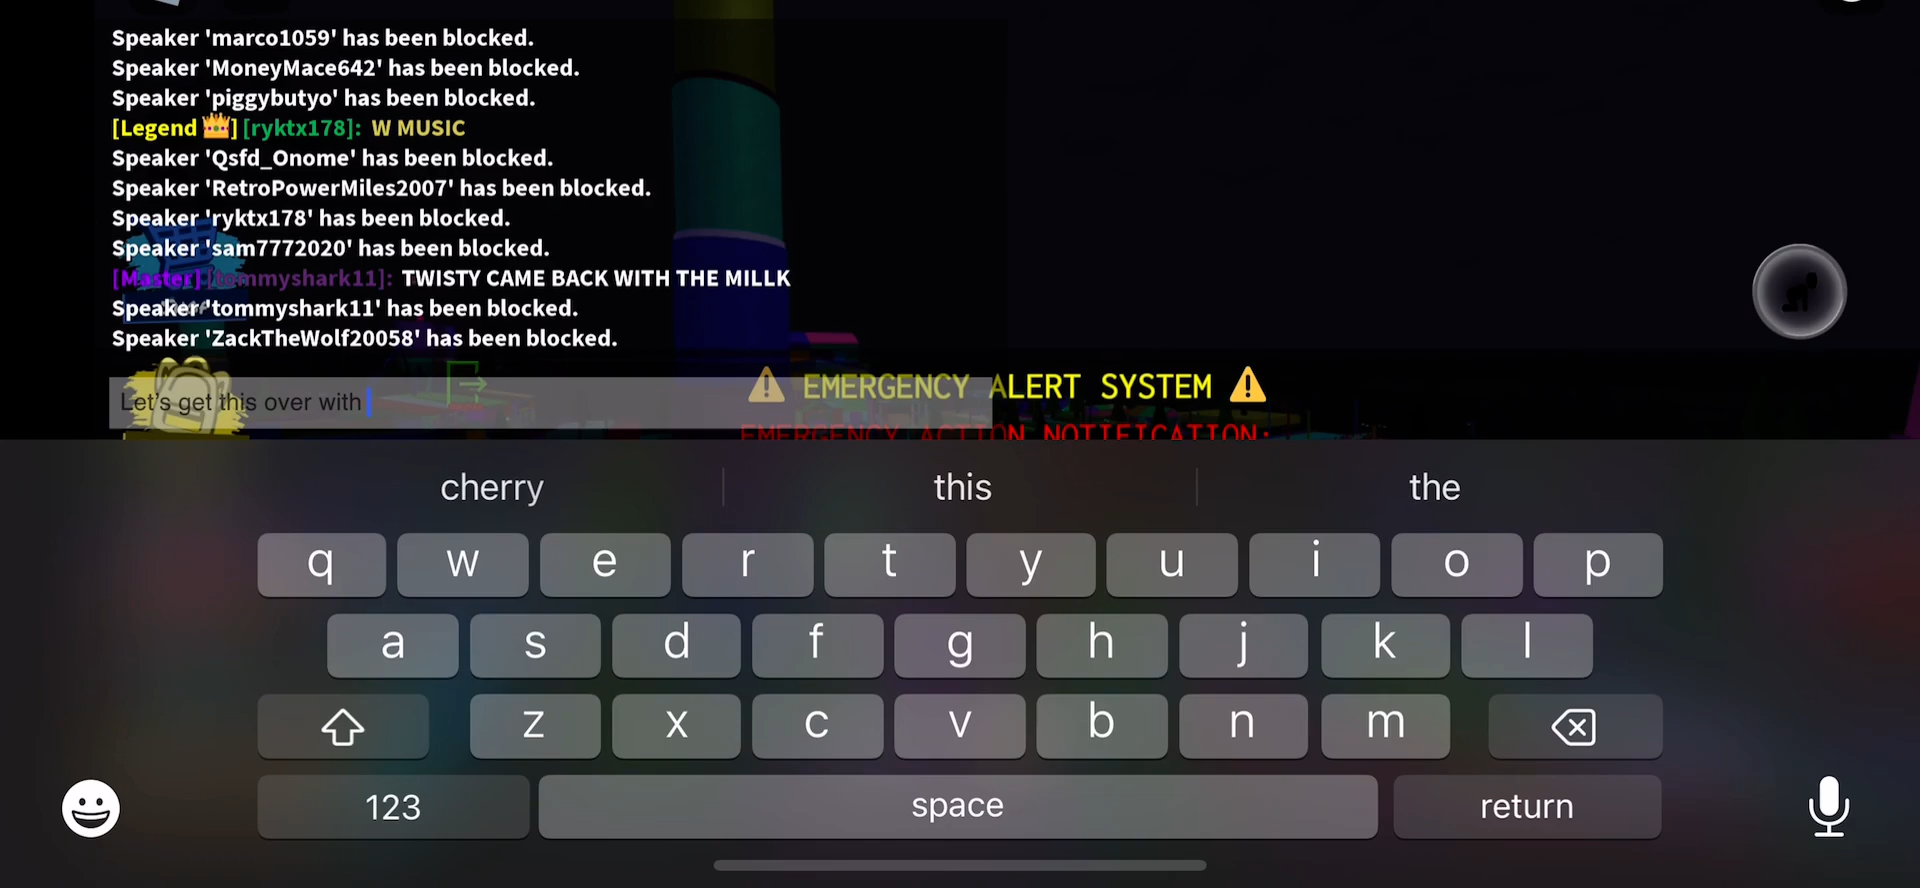 Speaker 'marco1059' has been blocked.
Speaker 'MoneyMace642' has been blocked.
Speaker 'piggybutyo' has been blocked.
[Legend 👑] [ryktx178]: W MUSIC
Speaker 'Qsfd_Onome' has been blocked.
Speaker 'RetroPowerMiles2007' has been blocked.
Speaker 'ryktx178' has been blocked.
Speaker 'sam7772020' has been blocked.
[Master] [tommyshark11]: TWISTY CAME BACK WITH THE MILLK
Speaker 'tommyshark11' has been blocked.
Speaker 'ZackTheWolf20058' has been blocked.
⚠️ EMERGENCY ALERT SYSTEM ⚠️
Let's get this over with
EMERGENCY ACTION NOTIFICATION:
cherry this the
q w e r t y u i o p
a s d f g h j k l
z x c v b n m
123 space return